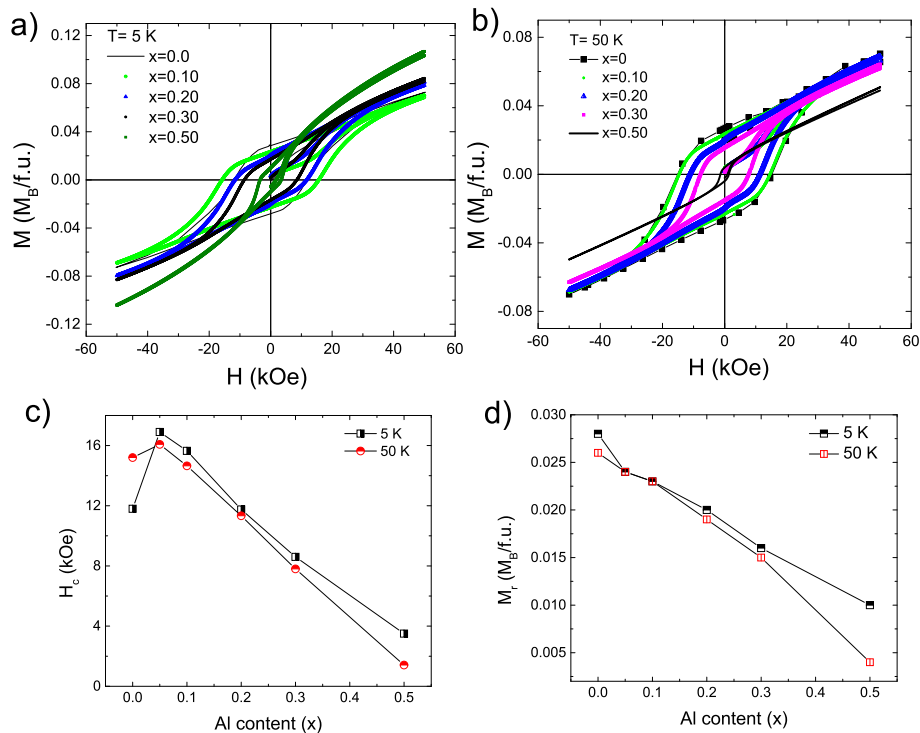 a)
T= 5 K
x=0.0
x=0.10
x=0.20
x=0.30
x=0.50
0.12
0.08
0.04
0.00
-0.04
-0.08
-0.12
M (M_B/f.u.)
-60 -40 -20 0 20 40 60
H (kOe)
b)
T= 50 K
x=0
x=0.10
x=0.20
x=0.30
x=0.50
0.08
0.04
0.00
-0.04
-0.08
M (M_B/f.u.)
-60 -40 -20 0 20 40 60
H (kOe)
c)
5 K
50 K
16
12
8
4
0
H_c (kOe)
0.0 0.1 0.2 0.3 0.4 0.5
Al content (x)
d)
5 K
50 K
0.030
0.025
0.020
0.015
0.010
0.005
M_r (M_B/f.u.)
0.0 0.1 0.2 0.3 0.4 0.5
Al content (x)